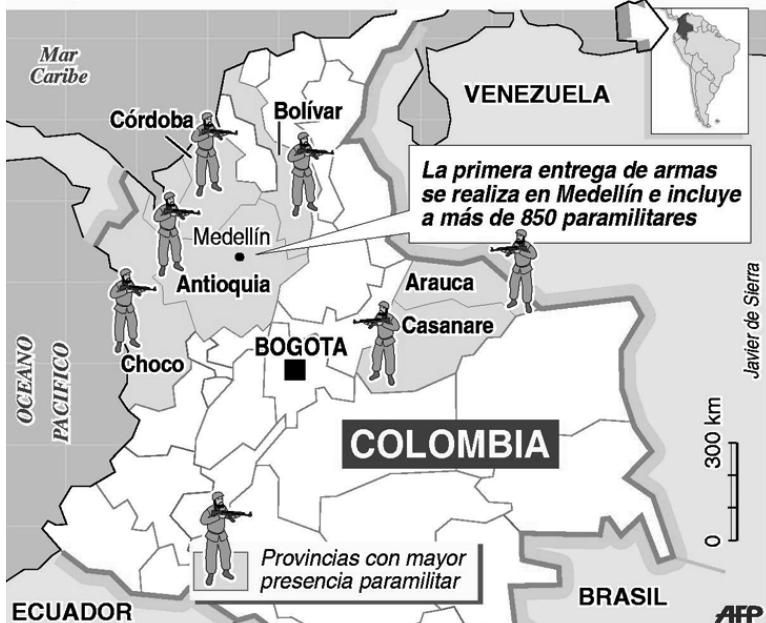 Mar
Caribe
Córdoba
Bolívar
VENEZUELA
La primera entrega de armas
se realiza en Medellín e incluye
a más de 850 paramilitares
Medellín
Antioquia
Arauca
Casanare
Choco
BOGOTA
OCEANO
PACIFICO
COLOMBIA
Javier de Sierra
300 km
0
Provincias con mayor
presencia paramilitar
BRASIL
ECUADOR
AFP